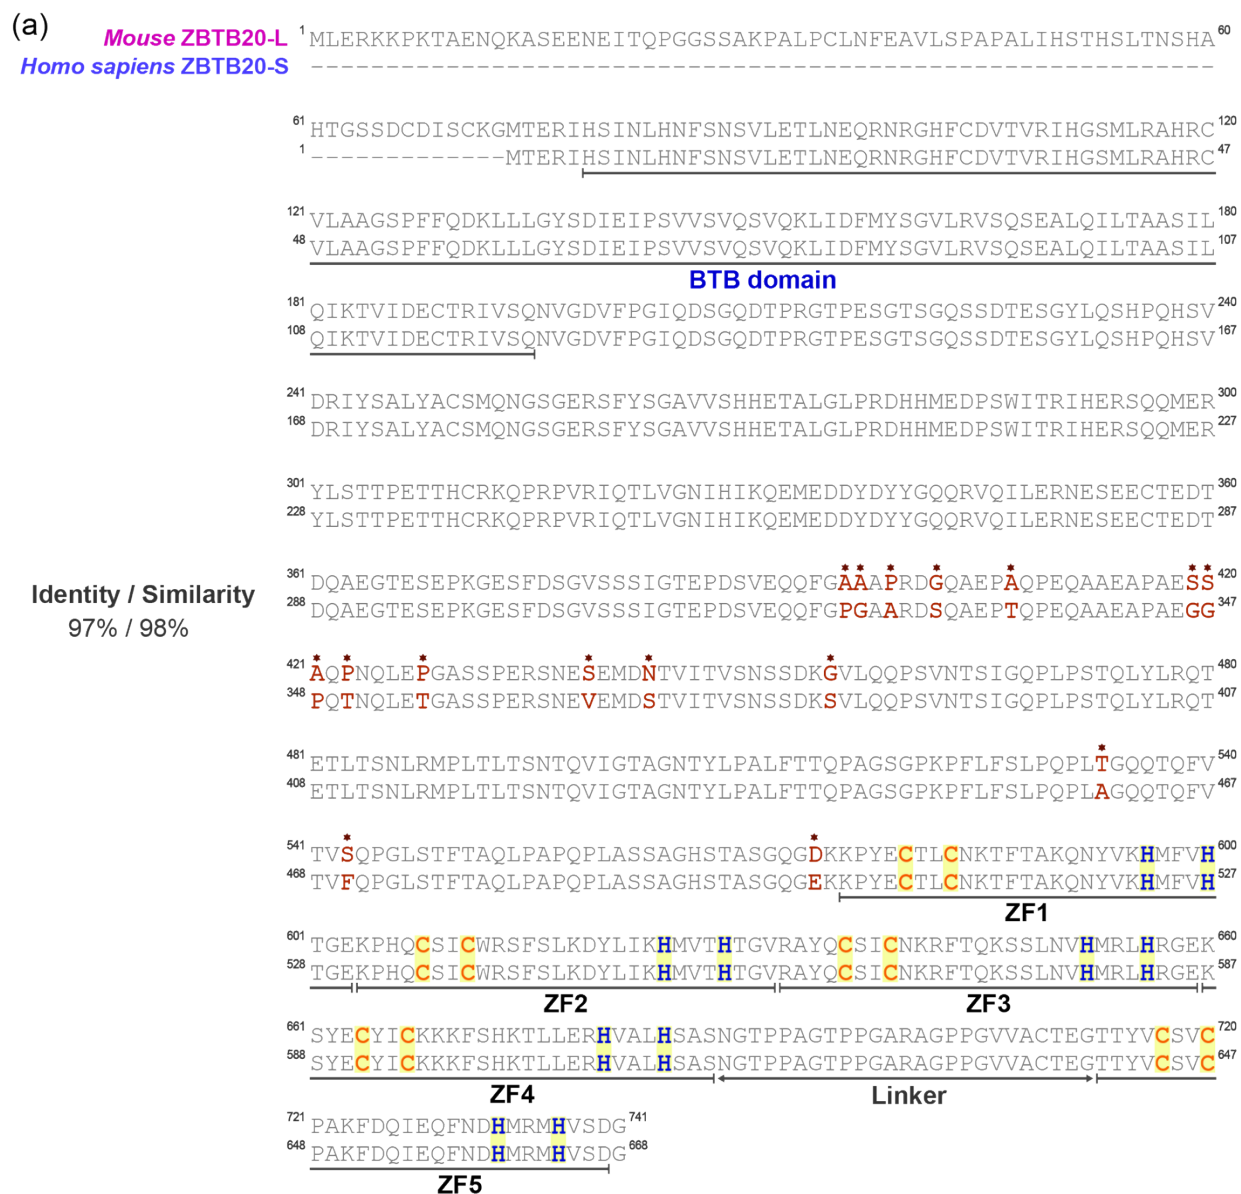 (a)
Mouse ZBTB20-L 1 MLERKKPKTAENQKASEENEITQPGGSSAKPALPCLNFEAVLSPAPALIHSTHSLTNSHA 60
Homo sapiens ZBTB20-S ------------------------------------------------------------
61 HTGSSDCDISCKGMTERIHSINLHNFSNSVLETLNEQRNRGHFCDVTVRIHGSMLRAHRC 120
1 -------------MTERIHSINLHNFSNSVLETLNEQRNRGHFCDVTVRIHGSMLRAHRC 47
121 VLAAGSPFFQDKLLLGYSDIEIPSVVSVQSVQKLIDFMYSGVLRVSQSEALQILTAASIL 180
48 VLAAGSPFFQDKLLLGYSDIEIPSVVSVQSVQKLIDFMYSGVLRVSQSEALQILTAASIL 107
BTB domain
181 QIKTVIDECTRIVSQNVGDVFPGIQDSGQDTPRGTPESGTSGQSSDTESGYLQSHPQHSV 240
108 QIKTVIDECTRIVSQNVGDVFPGIQDSGQDTPRGTPESGTSGQSSDTESGYLQSHPQHSV 167
241 DRIYSALYACSMQNGSGERSFYSGAVVSHHETALGLPRDHHMEDPSWITRIHERSQQMER 300
168 DRIYSALYACSMQNGSGERSFYSGAVVSHHETALGLPRDHHMEDPSWITRIHERSQQMER 227
301 YLSTTPETTHCRKQPRPVRIQTLVGNIHIKQEMEDDYDYYGQQRVQILERNESEECTEDT 360
228 YLSTTPETTHCRKQPRPVRIQTLVGNIHIKQEMEDDYDYYGQQRVQILERNESEECTEDT 287
* * * * * * *
361 DQAEGTESEPKGESFDSGVSSSIGTEPDSVEQQFGAAAPRDGQAEPAQPEQAAEAPAESS 420
288 DQAEGTESEPKGESFDSGVSSSIGTEPDSVEQQFGPGAARDSQAEPTQPEQAAEAPAEGG 347
Identity / Similarity
97% / 98%
* * * * * *
421 AQPNQLEPGASSPERSNESEMDNTVITVSNSSDKGVLQQPSVNTSIGQPLPSTQLYLRQT 480
348 PQTNQLETGASSPERSNEVEMDSTVITVSNSSDKSVLQQPSVNTSIGQPLPSTQLYLRQT 407
*
481 ETLTSNLRMPLTLTSNTQVIGTAGNTYLPALFTTQPAGSGPKPFLFSLPQPLTGQQTQFV 540
408 ETLTSNLRMPLTLTSNTQVIGTAGNTYLPALFTTQPAGSGPKPFLFSLPQPLAGQQTQFV 467
* *
541 TVSQPGLSTFTAQLPAPQPLASSAGHSTASGQGDKKPYECTLCNKTFTAKQNYVKHMFVH 600
468 TVFQPGLSTFTAQLPAPQPLASSAGHSTASGQGEKKPYECTLCNKTFTAKQNYVKHMFVH 527
ZF1
601 TGEKPHQCSICWRSFSLKDYLIKHMVTHTGVRAYQCSICNKRFTQKSSLNVHMRLHRGEK 660
528 TGEKPHQCSICWRSFSLKDYLIKHMVTHTGVRAYQCSICNKRFTQKSSLNVHMRLHRGEK 587
ZF2 ZF3
661 SYECYICKKKFSHKTLLERHVALHSASNGTPPAGTPPGARAGPPGVVACTEGTTYVCSVC 720
588 SYECYICKKKFSHKTLLERHVALHSASNGTPPAGTPPGARAGPPGVVACTEGTTYVCSVC 647
ZF4 Linker
721 PAKFDQIEQFNDHMRMHVSDG 741
648 PAKFDQIEQFNDHMRMHVSDG 668
ZF5